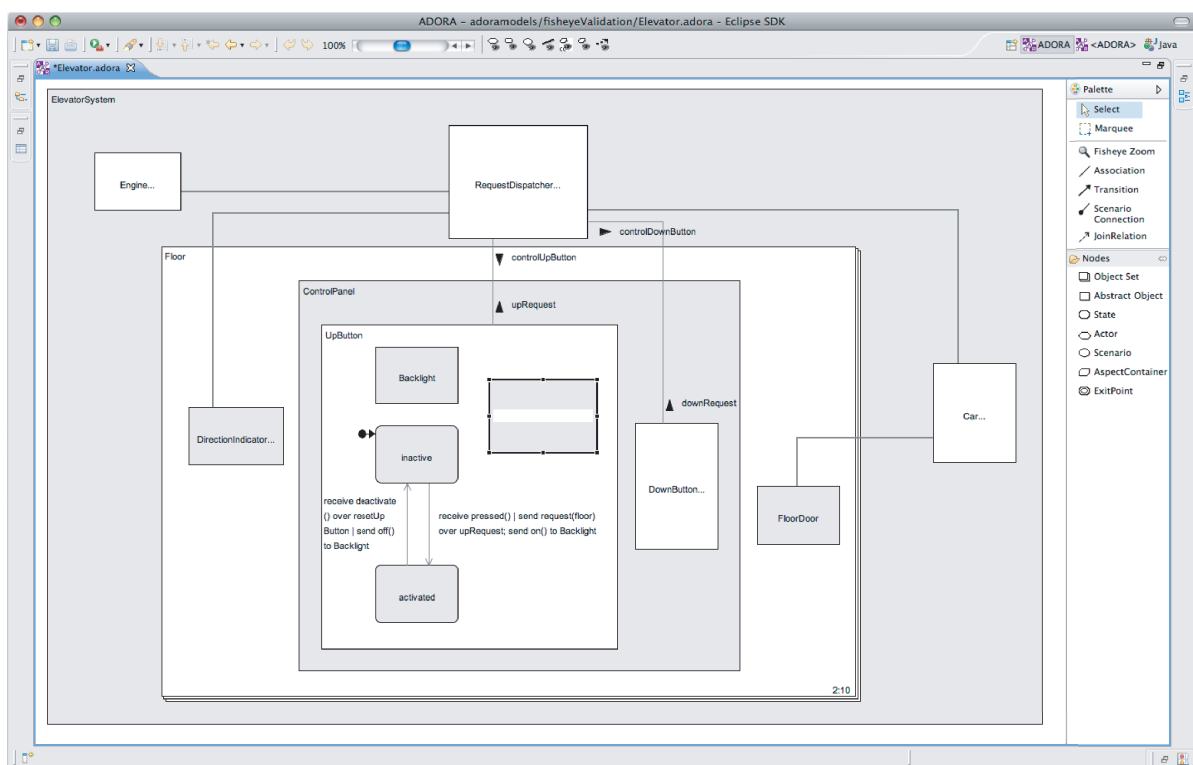 ADORA – adoramodels/fisheyeValidation/Elevator.adora – Eclipse SDK
100%
ADORA
<ADORA>
Java
*Elevator.adora
ElevatorSystem
Engine...
RequestDispatcher...
controlDownButton
Floor
controlUpButton
ControlPanel
upRequest
UpButton
Backlight
downRequest
Car...
DirectionIndicator...
inactive
DownButton...
FloorDoor
receive deactivate
() over resetUp
Button | send off()
to Backlight
receive pressed() | send request(floor)
over upRequest; send on() to Backlight
activated
2:10
Palette
Select
Marquee
Fisheye Zoom
Association
Transition
Scenario
Connection
JoinRelation
Nodes
Object Set
Abstract Object
State
Actor
Scenario
AspectContainer
ExitPoint